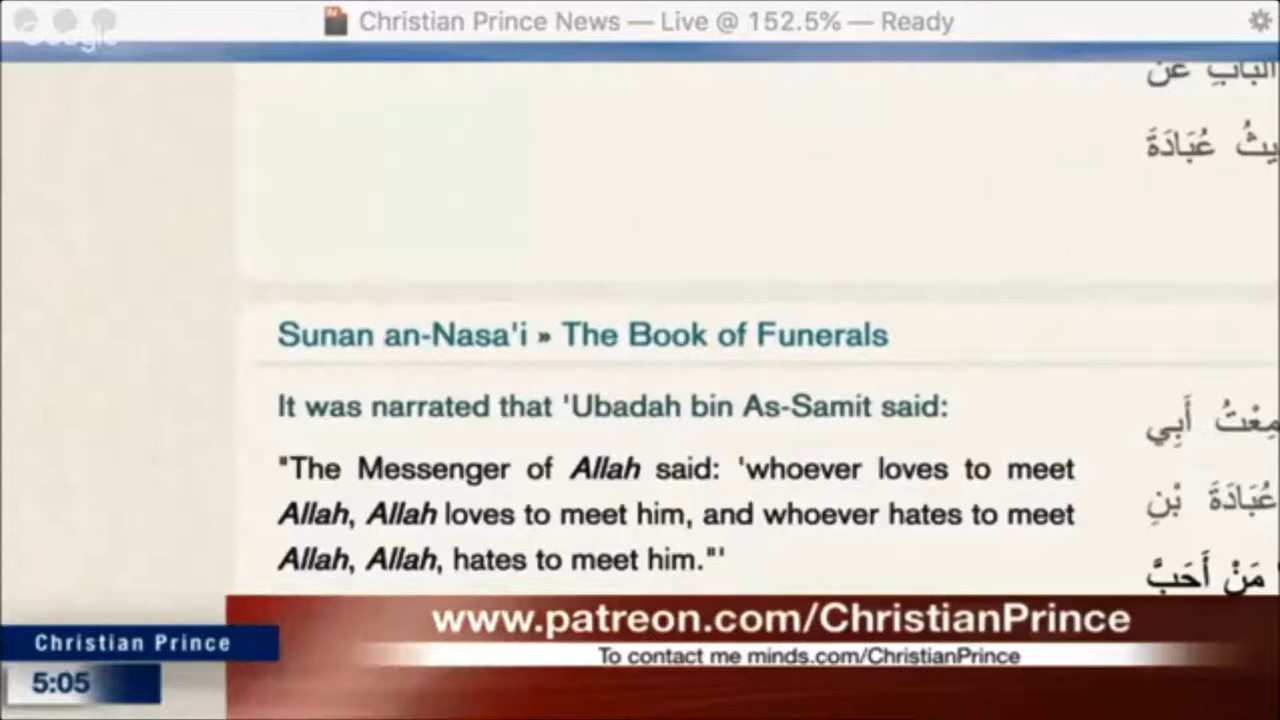 Christian Prince News — Live @ 152.5% — Ready
Google
الباب عن
عُبَادَةَ
Sunan an-Nasa'i » The Book of Funerals
It was narrated that 'Ubadah bin As-Samit said:
"The Messenger of Allah said: 'whoever loves to meet
Allah, Allah loves to meet him, and whoever hates to meet
Allah, Allah, hates to meet him."'
أَبِي
عُبَادَةَ بْنِ
مَنْ أَحَبَّ
www.patreon.com/ChristianPrince
To contact me minds.com/ChristianPrince
Christian Prince
5:05